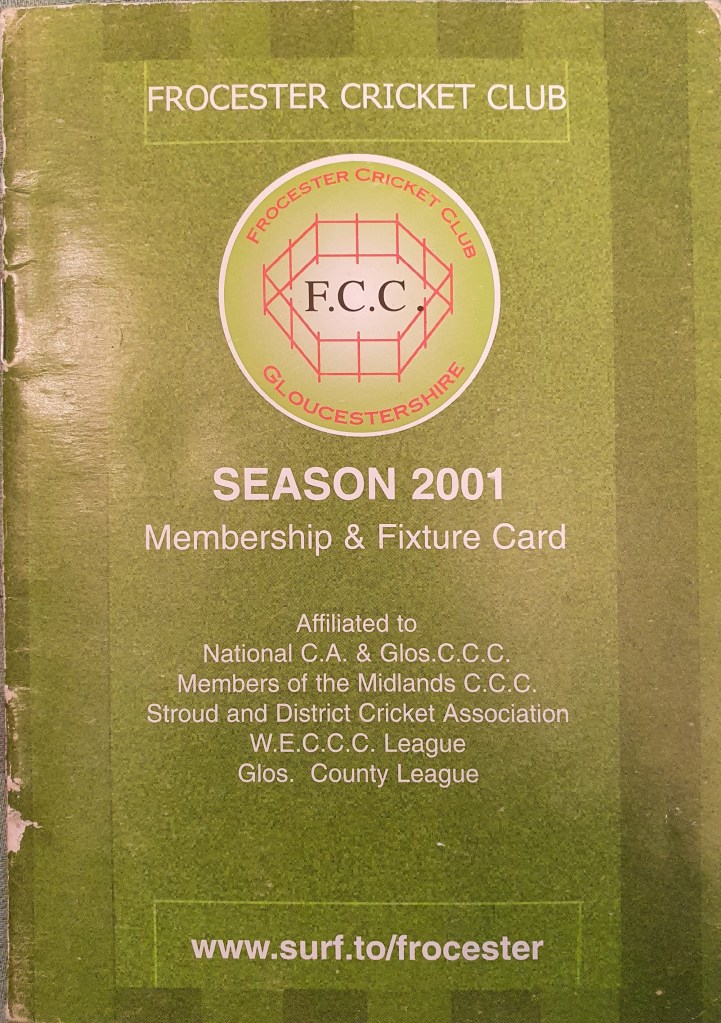 FROCESTER CRICKET CLUB
FROCESTER CRICKET CLUB
F.C.C.
GLOUCESTERSHIRE
SEASON 2001
Membership & Fixture Card
Affiliated to
National C.A. & Glos.C.C.C.
Members of the Midlands C.C.C.
Stroud and District Cricket Association
W.E.C.C.C. League
Glos. County League
www.surf.to/frocester